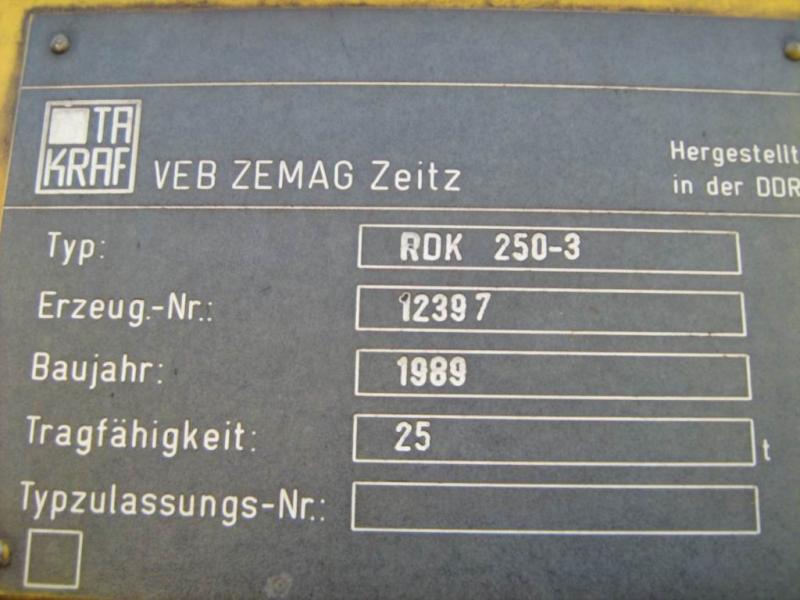 TA
KRAF
VEB ZEMAG Zeitz
Hergestellt
in der DDR
Typ: RDK 250-3
Erzeug.-Nr.: 12397
Baujahr: 1989
Tragfähigkeit: 25 t
Typzulassungs-Nr.: